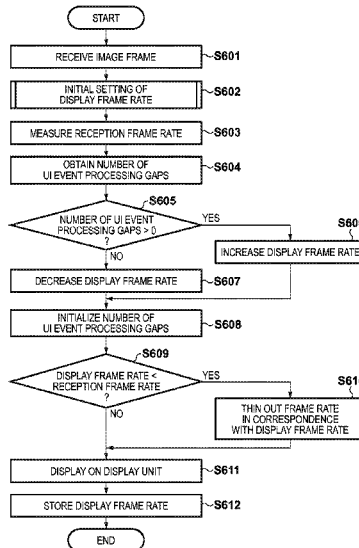 START
RECEIVE IMAGE FRAME
S601
INITIAL SETTING OF
DISPLAY FRAME RATE
S602
MEASURE RECEPTION FRAME RATE
S603
OBTAIN NUMBER OF
UI EVENT PROCESSING GAPS
S604
S605
NUMBER OF UI EVENT
PROCESSING GAPS > 0
?
YES
NO
S60
INCREASE DISPLAY FRAME RATE
DECREASE DISPLAY FRAME RATE
S607
INITIALIZE NUMBER OF
UI EVENT PROCESSING GAPS
S608
S609
DISPLAY FRAME RATE <
RECEPTION FRAME RATE
?
YES
NO
S61
THIN OUT FRAME RATE
IN CORRESPONDENCE
WITH DISPLAY FRAME RATE
DISPLAY ON DISPLAY UNIT
S611
STORE DISPLAY FRAME RATE
S612
END